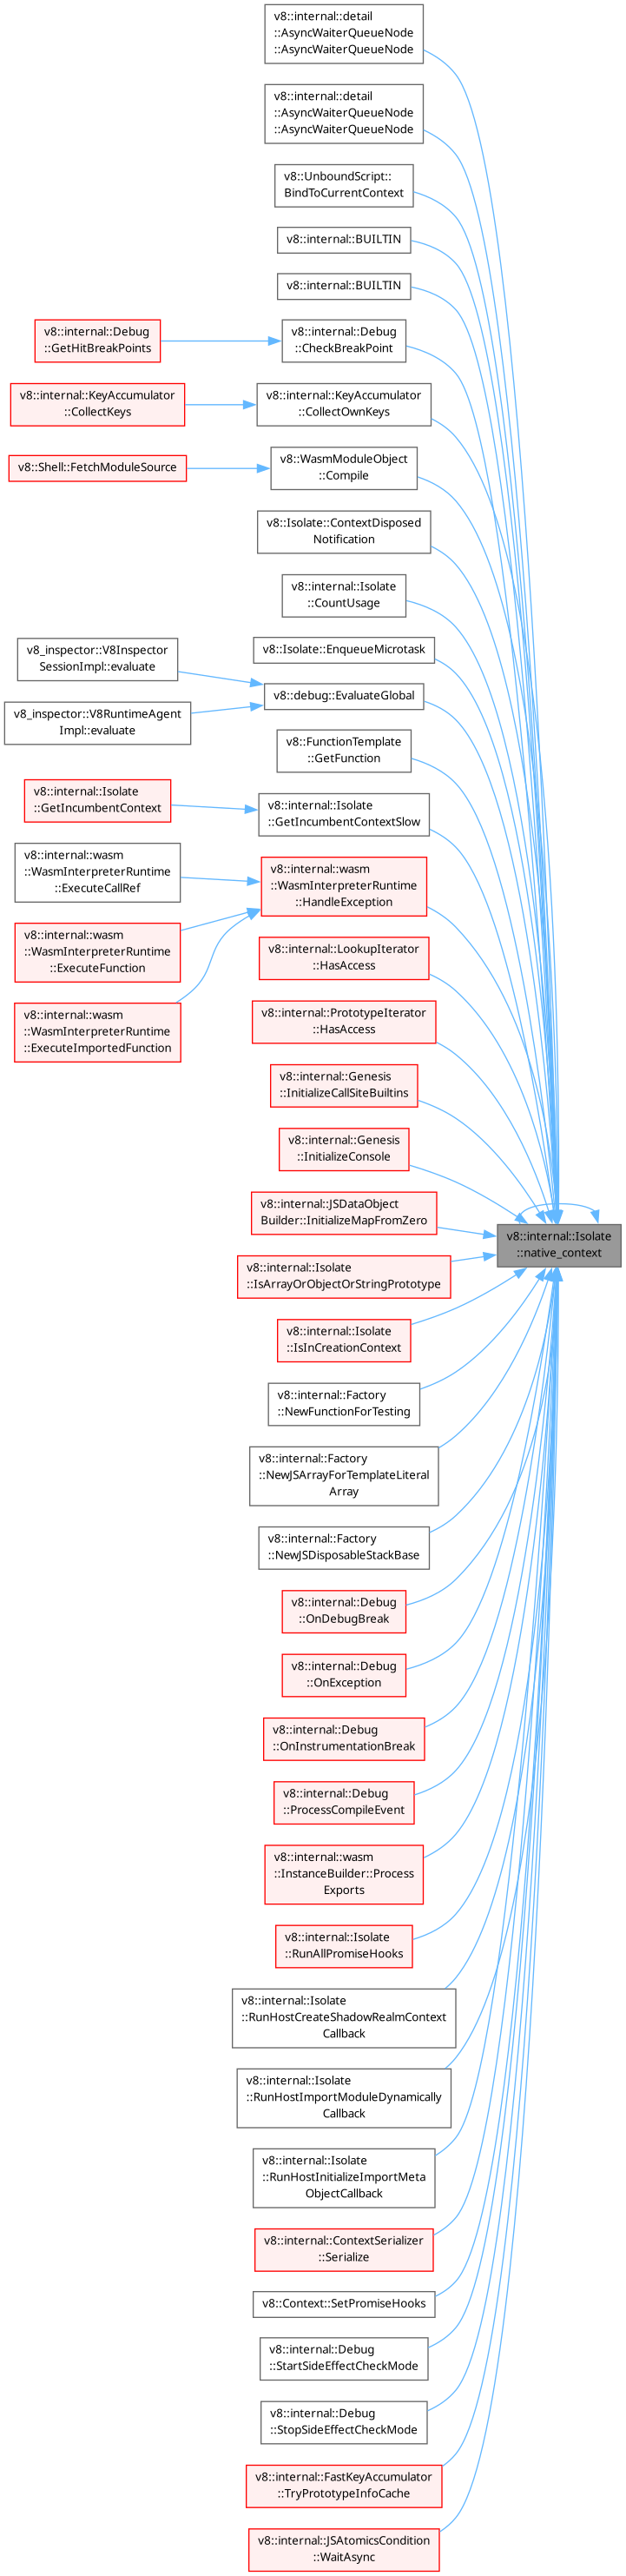 v8::internal::detail
::AsyncWaiterQueueNode
::AsyncWaiterQueueNode
v8::internal::detail
::AsyncWaiterQueueNode
::AsyncWaiterQueueNode
v8::UnboundScript::
BindToCurrentContext
v8::internal::BUILTIN
v8::internal::BUILTIN
v8::internal::Debug
::GetHitBreakPoints
v8::internal::Debug
::CheckBreakPoint
v8::internal::KeyAccumulator
::CollectKeys
v8::internal::KeyAccumulator
::CollectOwnKeys
v8::Shell::FetchModuleSource
v8::WasmModuleObject
::Compile
v8::Isolate::ContextDisposed
Notification
v8::internal::Isolate
::CountUsage
v8::Isolate::EnqueueMicrotask
v8_inspector::V8Inspector
SessionImpl::evaluate
v8::debug::EvaluateGlobal
v8_inspector::V8RuntimeAgent
Impl::evaluate
v8::FunctionTemplate
::GetFunction
v8::internal::Isolate
::GetIncumbentContext
v8::internal::Isolate
::GetIncumbentContextSlow
v8::internal::wasm
::WasmInterpreterRuntime
::ExecuteCallRef
v8::internal::wasm
::WasmInterpreterRuntime
::HandleException
v8::internal::wasm
::WasmInterpreterRuntime
::ExecuteFunction
v8::internal::LookupIterator
::HasAccess
v8::internal::wasm
::WasmInterpreterRuntime
::ExecuteImportedFunction
v8::internal::PrototypeIterator
::HasAccess
v8::internal::Genesis
::InitializeCallSiteBuiltins
v8::internal::Genesis
::InitializeConsole
v8::internal::JSDataObject
Builder::InitializeMapFromZero
v8::internal::Isolate
::native_context
v8::internal::Isolate
::IsArrayOrObjectOrStringPrototype
v8::internal::Isolate
::IsInCreationContext
v8::internal::Factory
::NewFunctionForTesting
v8::internal::Factory
::NewJSArrayForTemplateLiteral
Array
v8::internal::Factory
::NewJSDisposableStackBase
v8::internal::Debug
::OnDebugBreak
v8::internal::Debug
::OnException
v8::internal::Debug
::OnInstrumentationBreak
v8::internal::Debug
::ProcessCompileEvent
v8::internal::wasm
::InstanceBuilder::Process
Exports
v8::internal::Isolate
::RunAllPromiseHooks
v8::internal::Isolate
::RunHostCreateShadowRealmContext
Callback
v8::internal::Isolate
::RunHostImportModuleDynamically
Callback
v8::internal::Isolate
::RunHostInitializeImportMeta
ObjectCallback
v8::internal::ContextSerializer
::Serialize
v8::Context::SetPromiseHooks
v8::internal::Debug
::StartSideEffectCheckMode
v8::internal::Debug
::StopSideEffectCheckMode
v8::internal::FastKeyAccumulator
::TryPrototypeInfoCache
v8::internal::JSAtomicsCondition
::WaitAsync